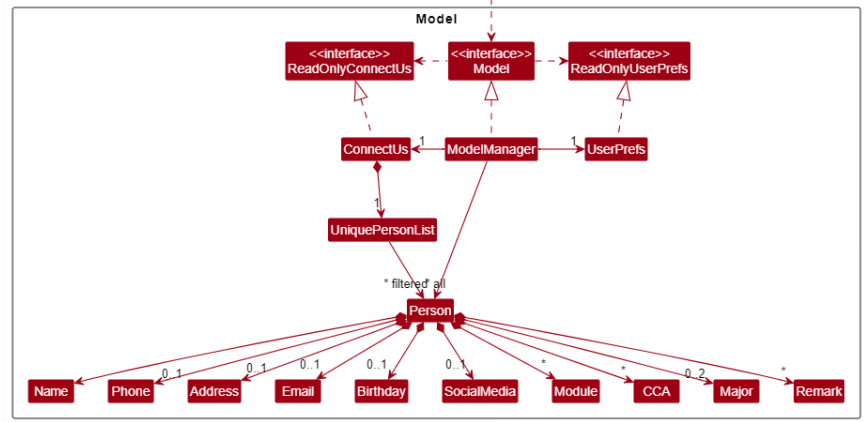 Model
<<interface>>
ReadOnlyConnectUs
<<interface>>
Model
<<interface>>
ReadOnlyUserPrefs
ConnectUs
1
ModelManager
1
UserPrefs
1
UniquePersonList
* filtered * all
Person
0..1
0..1
0..1
0..1
0..1
*
*
0..2
*
Name
Phone
Address
Email
Birthday
SocialMedia
Module
CCA
Major
Remark